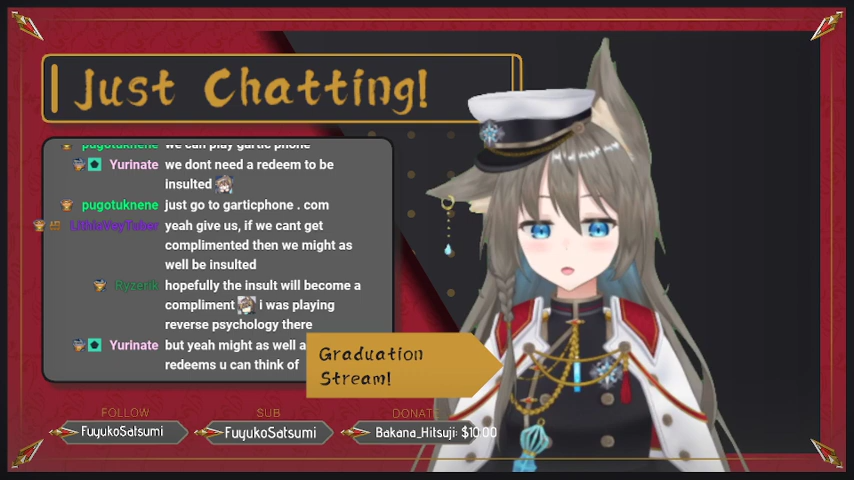 Just Chatting!
pugotuknene we can play gartic phone
Yurinate we dont need a redeem to be
insulted
pugotuknene just go to garticphone . com
yeah give us, if we cant get
complimented then we might as
well be insulted
Ryzerik hopefully the insult will become a
compliment i was playing
reverse psychology there
Yurinate but yeah might as well a
redeems u can think of
Graduation
Stream!
FOLLOW SUB DONATE
FuyukoSatsumi FuyukoSatsumi Bakana_Hitsuji: $10.00